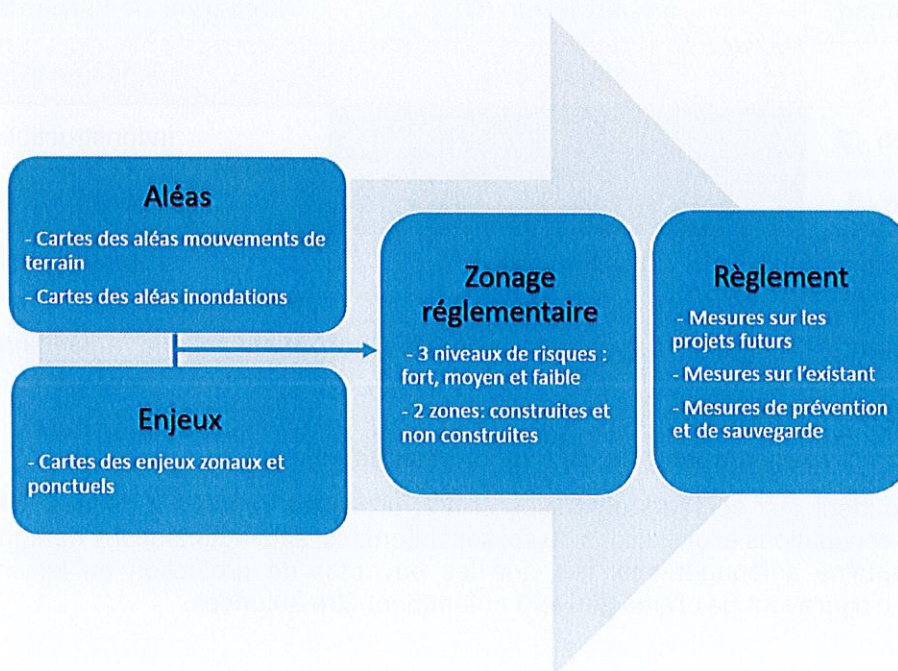 Aléas
- Cartes des aléas mouvements de
terrain
- Cartes des aléas inondations
Enjeux
- Cartes des enjeux zonaux et
ponctuels
Zonage
réglementaire
- 3 niveaux de risques :
fort, moyen et faible
- 2 zones: construites et
non construites
Règlement
- Mesures sur les
projets futurs
- Mesures sur l'existant
- Mesures de prévention
et de sauvegarde